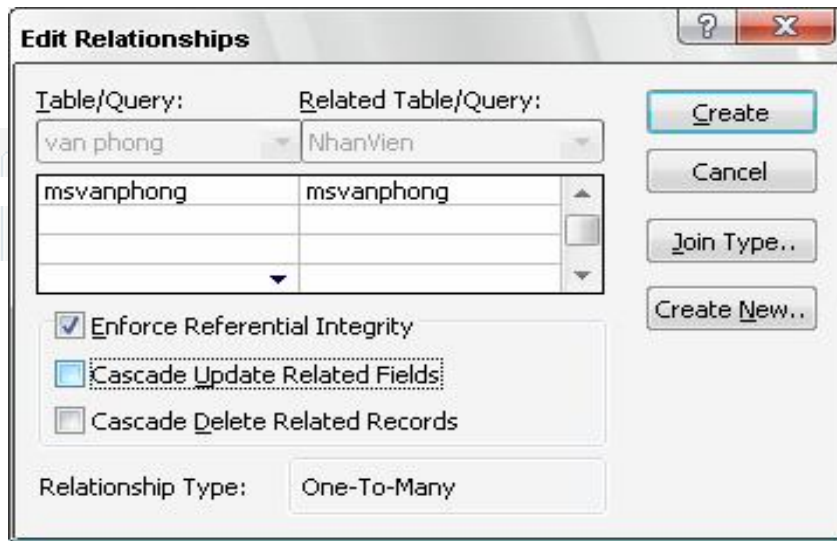 Edit Relationships
?
Table/Query: Related Table/Query:
van phong NhanVien
msvanphong msvanphong
Enforce Referential Integrity
Cascade Update Related Fields
Cascade Delete Related Records
Relationship Type: One-To-Many
Create
Cancel
Join Type..
Create New..